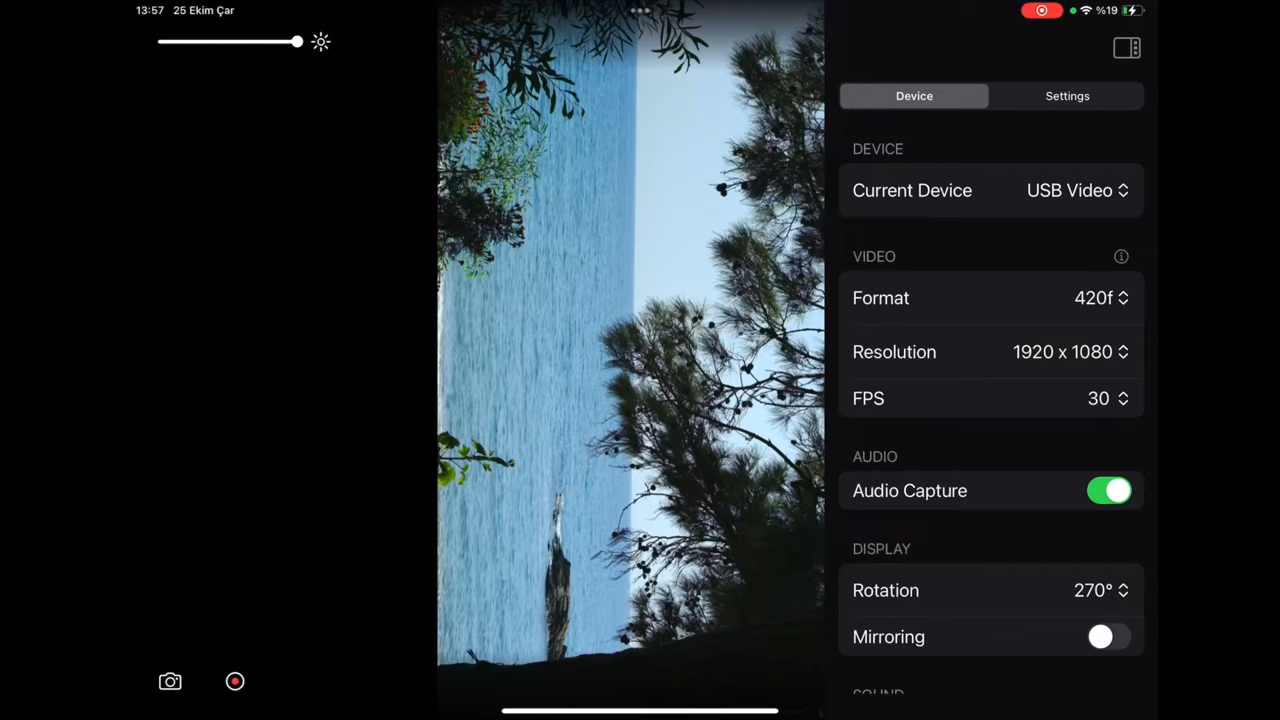 13:57 25 Ekim Çar
%19
Device Settings
DEVICE
Current Device USB Video
VIDEO
Format 420f
Resolution 1920 x 1080
FPS 30
AUDIO
Audio Capture
DISPLAY
Rotation 270°
Mirroring
SOUND